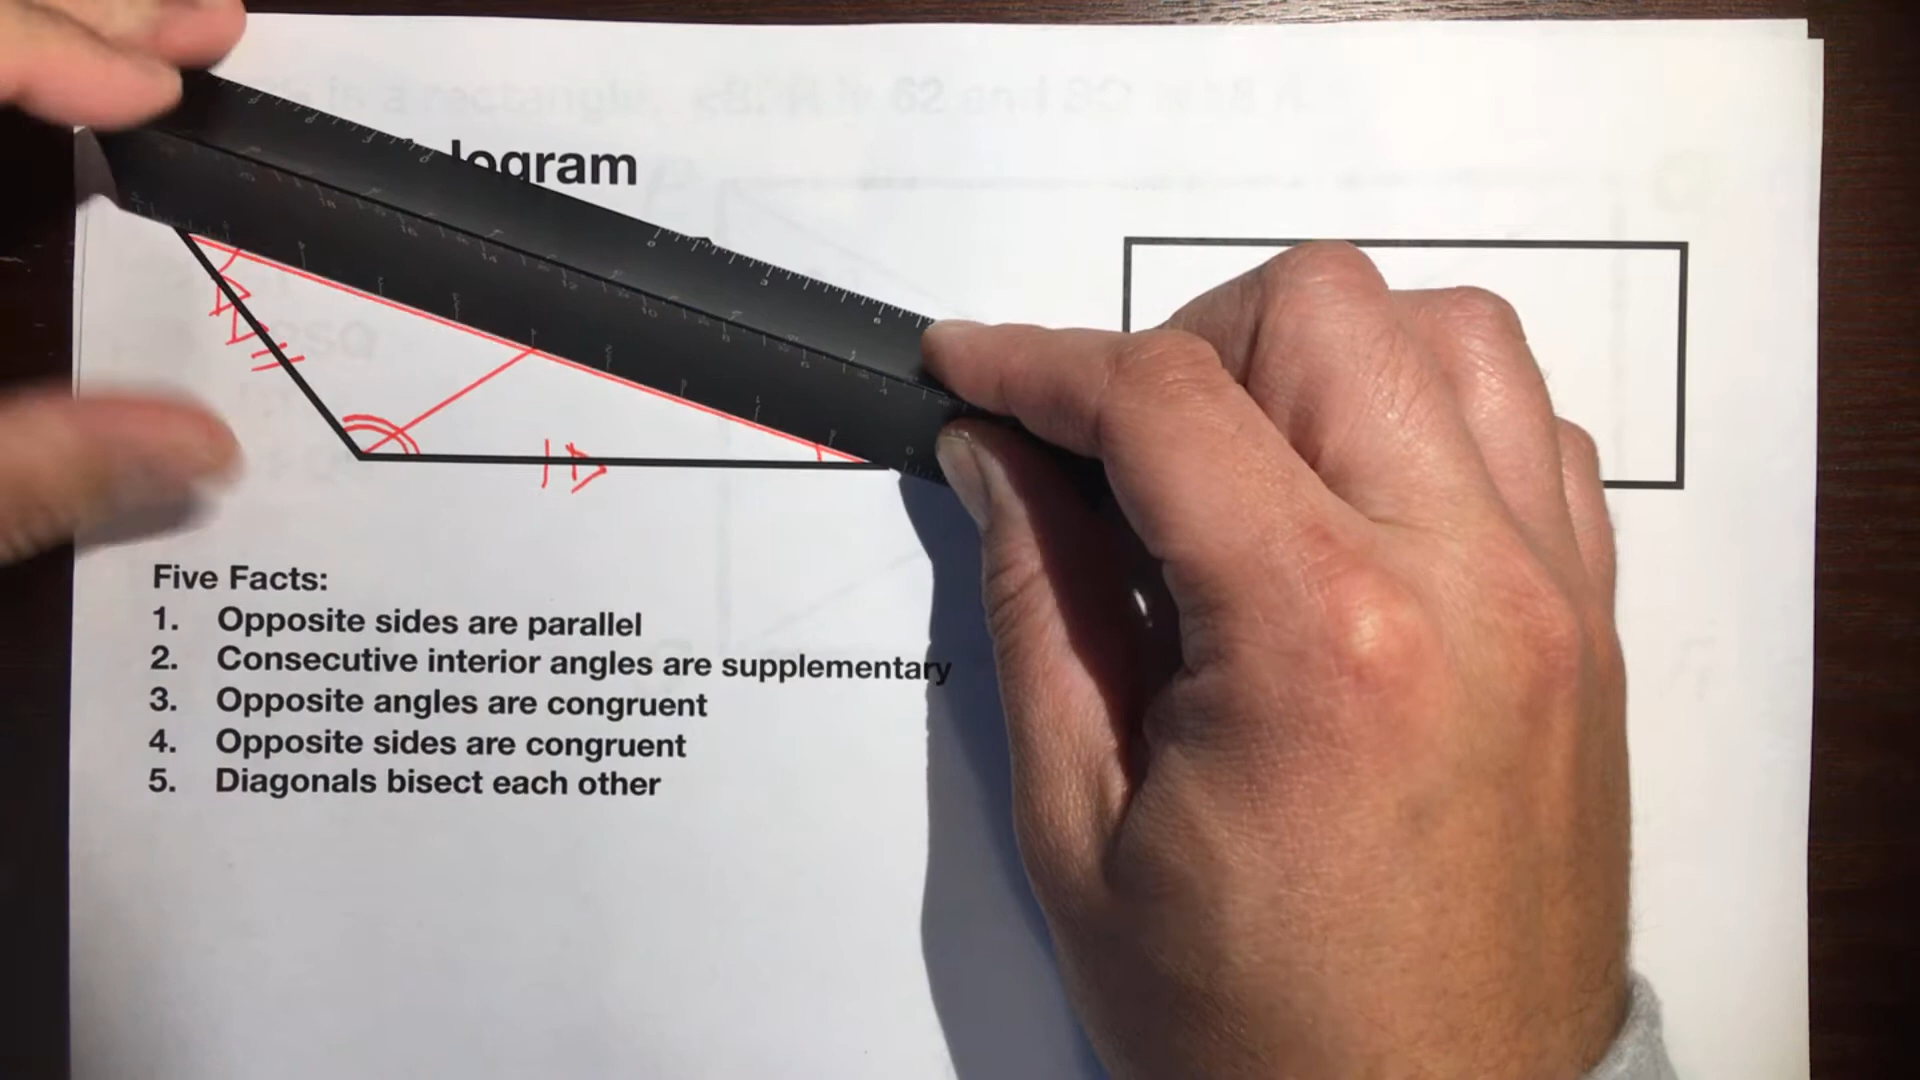 logram
Five Facts:
1. Opposite sides are parallel
2. Consecutive interior angles are supplementary
3. Opposite angles are congruent
4. Opposite sides are congruent
5. Diagonals bisect each other